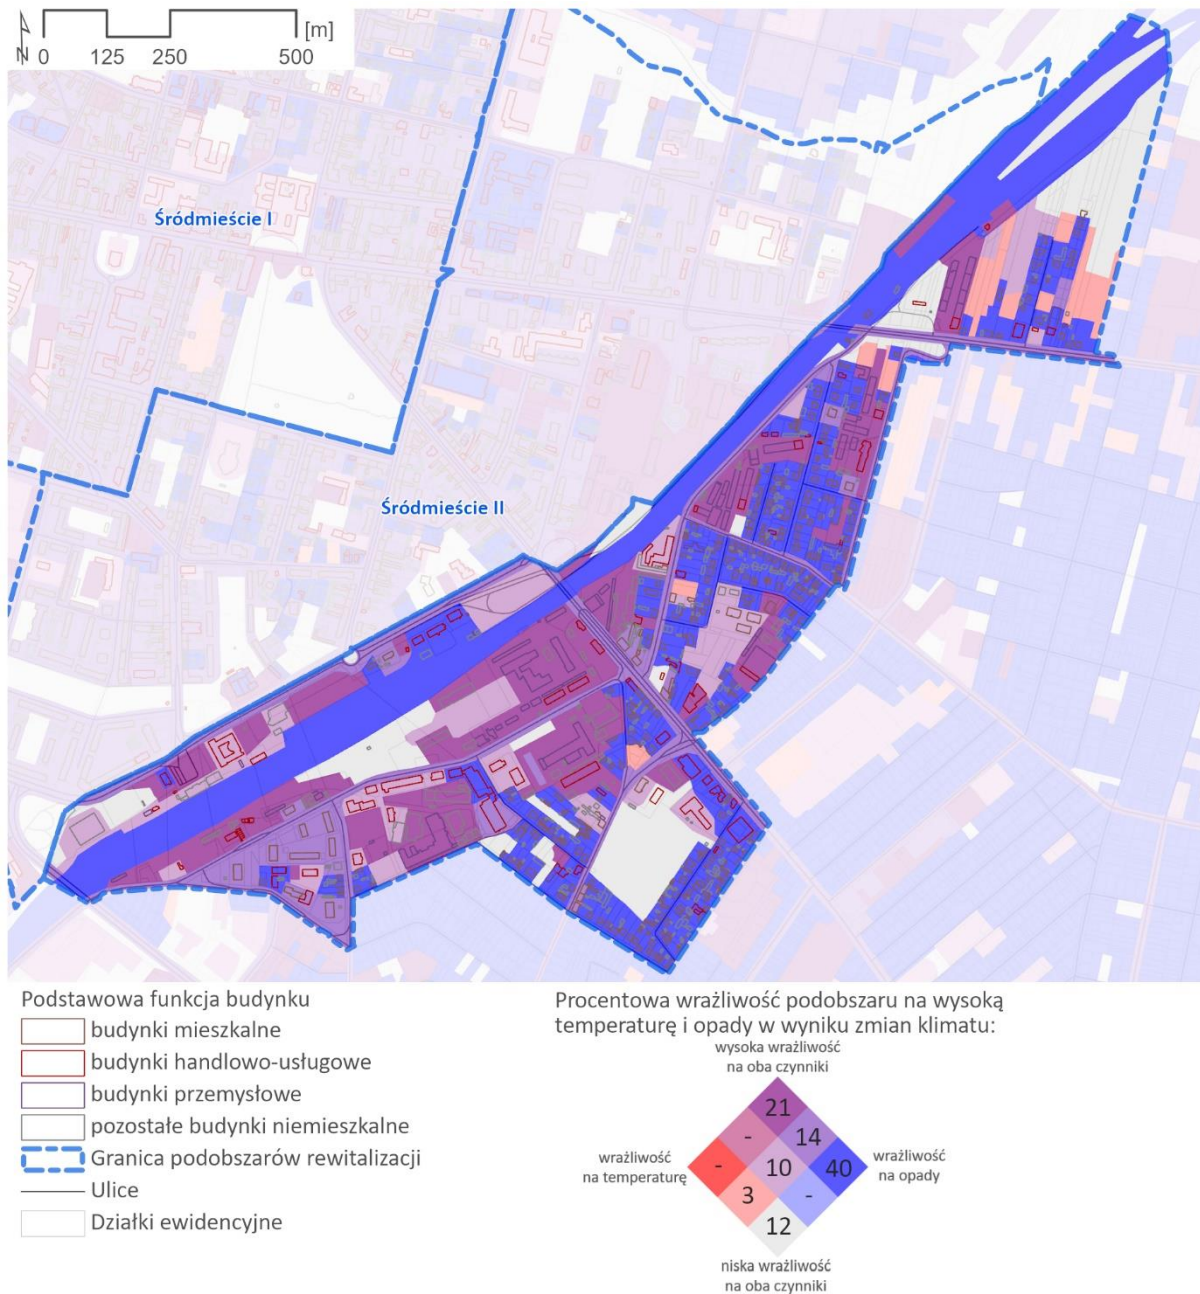 N 0 125 250 500 [m]
Śródmieście I
Śródmieście II
Podstawowa funkcja budynku
budynki mieszkalne
budynki handlowo-usługowe
budynki przemysłowe
pozostałe budynki niemieszkalne
Granica podobszarów rewitalizacji
Ulice
Działki ewidencyjne
Procentowa wrażliwość podobszaru na wysoką
temperaturę i opady w wyniku zmian klimatu:
wysoka wrażliwość
na oba czynniki
21
- 14
wrażliwość
na temperaturę
- 10 40
wrażliwość
na opady
3 -
12
niska wrażliwość
na oba czynniki